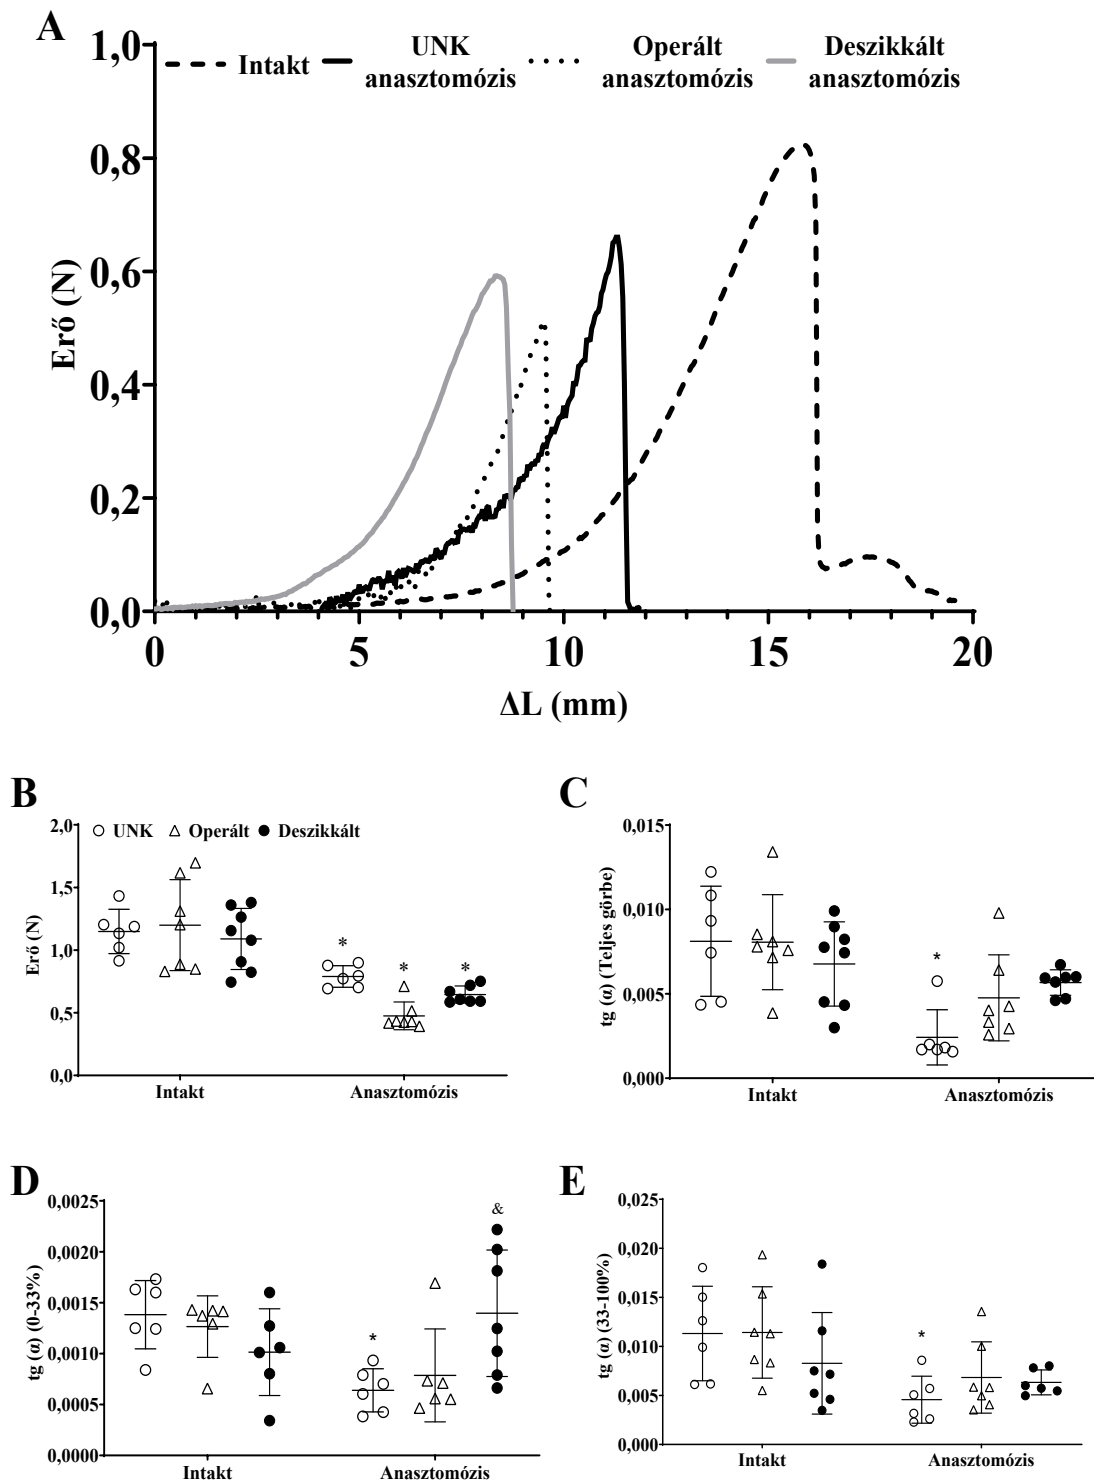 A
Intakt
UNK
anasztomózis
Operált
anasztomózis
Deszikkált
anasztomózis
Erő (N)
1,0
0,8
0,6
0,4
0,2
0,0
0 5 10 15 20
ΔL (mm)
B
UNK Operált Deszikkált
Erő (N)
2,0
1,5
1,0
0,5
0,0
* * *
Intakt Anasztomózis
C
tg (α) (Teljes görbe)
0,015
0,010
0,005
0,000
*
Intakt Anasztomózis
D
tg (α) (0-33%)
0,0025
0,0020
0,0015
0,0010
0,0005
0,0000
* &
Intakt Anasztomózis
E
tg (α) (33-100%)
0,025
0,020
0,015
0,010
0,005
0,000
*
Intakt Anasztomózis